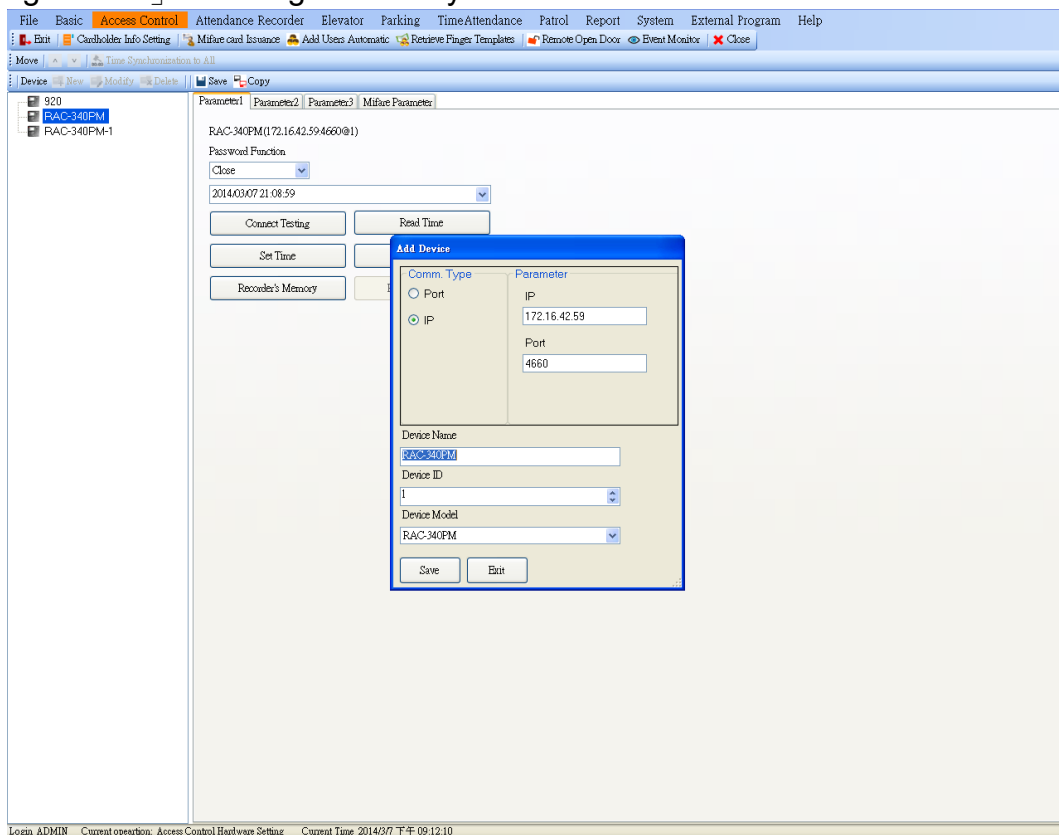 File Basic Access Control Attendance Recorder Elevator Parking TimeAttendance Patrol Report System External Program Help
Exit Cardholder Info Setting Mifare card Issuance Add Users Automatic Retrieve Finger Templates Remote Open Door Event Monitor Close
Move Time Synchronization to All
Device New Modify Delete Save Copy
920
RAC-340PM
RAC-340PM-1
Parameter1 Parameter2 Parameter3 Mifare Parameter
RAC-340PM(172.16.42.59:4660@1)
Password Function
Close
2014/03/07 21:08:59
Connect Testing Read Time
Set Time
Recorder's Memory
Add Device
Comm. Type Parameter
Port
IP
IP
172.16.42.59
Port
4660
Device Name
RAC-340PM
Device ID
1
Device Model
RAC-340PM
Save Exit
Login ADMIN Current opeartion: Access Control Hardware Setting Current Time 2014/3/7 下午 09:12:10